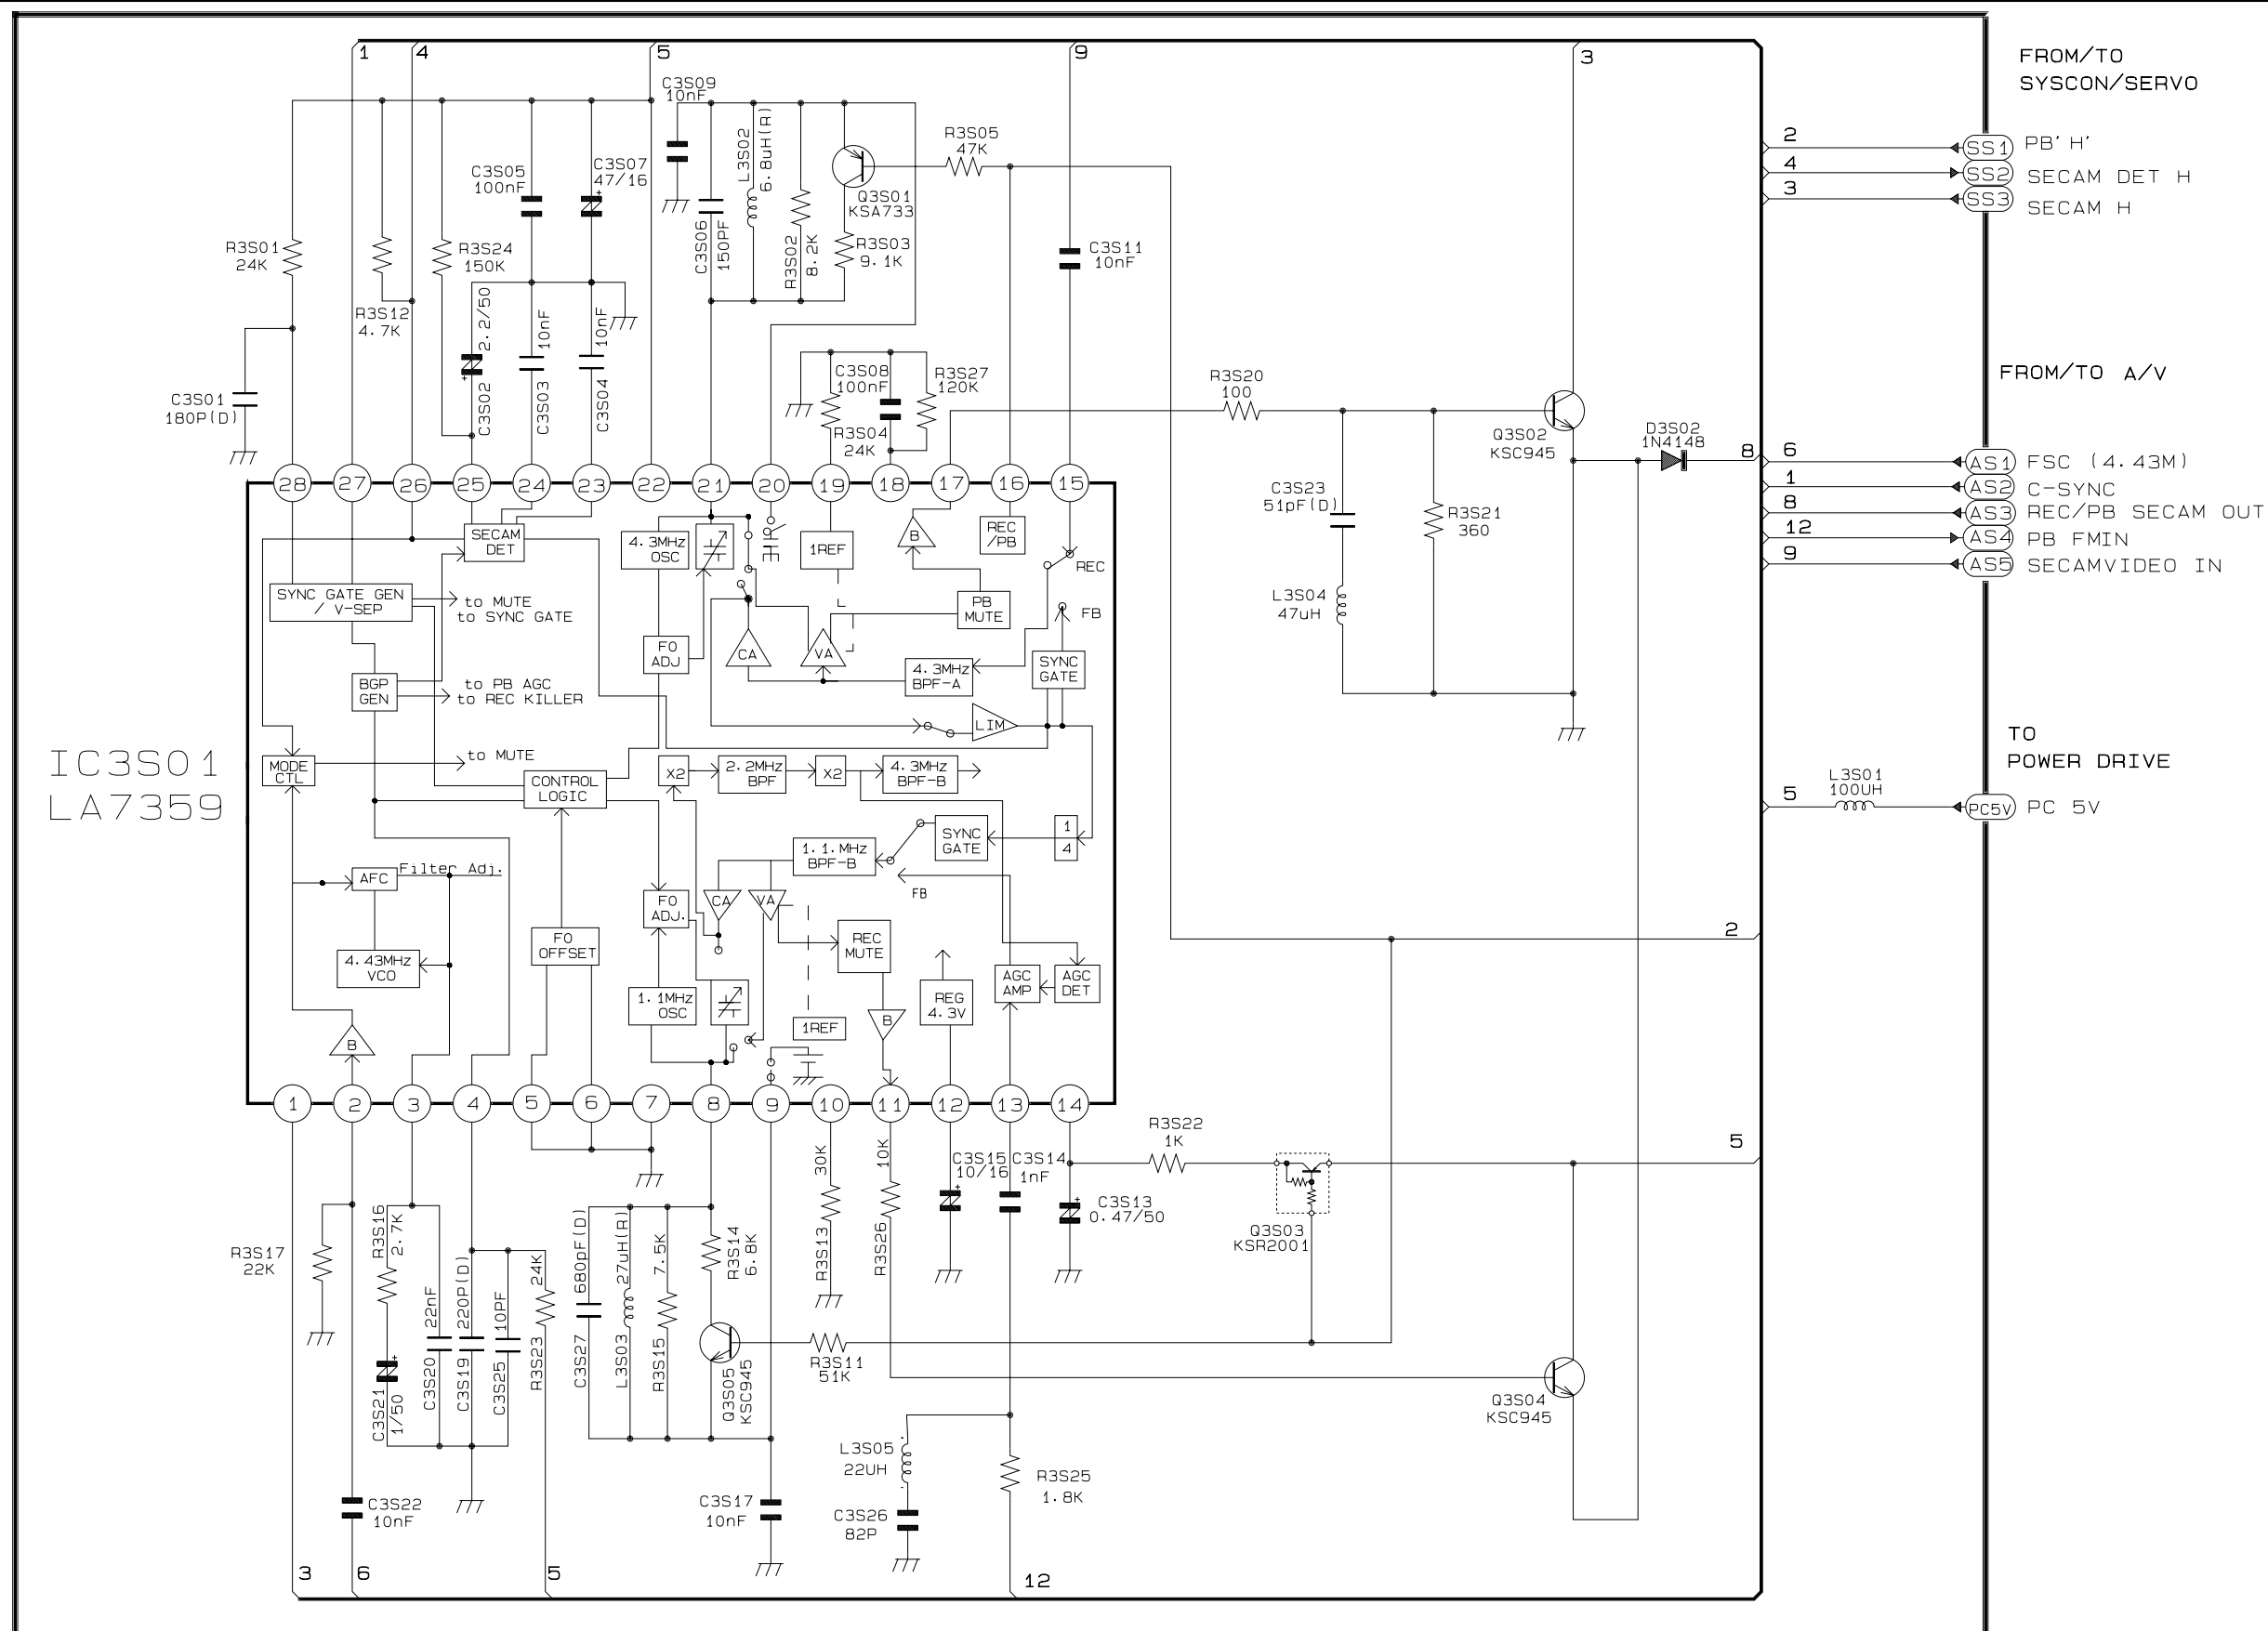 1
4
5
9
3
FROM/TO
SYSCON/SERVO
C3S09
10nF
C3S05
100nF
C3S07
47/16
L3S02
6.8uH(R)
R3S05
47K
Q3S01
KSA733
2
SS1
PB'H'
4
SS2
SECAM DET H
3
SS3
SECAM H
R3S01
24K
R3S24
150K
C3S06
150PF
R3S02
8.2K
R3S03
9.1K
C3S11
10nF
R3S12
4.7K
2.2/50
C3S02
10nF
C3S03
10nF
C3S04
C3S01
180P(D)
C3S08
100nF
R3S27
120K
R3S04
24K
R3S20
100
Q3S02
KSC945
D3S02
1N4148
8
FROM/TO A/V
6
AS1
FSC (4.43M)
1
AS2
C-SYNC
8
AS3
REC/PB SECAM OUT
12
AS4
PB FMIN
9
AS5
SECAMVIDEO IN
28
27
26
25
24
23
22
21
20
19
18
17
16
15
C3S23
51pF(D)
R3S21
360
L3S04
47uH
SECAM
DET
4.3MHz
OSC
1REF
B
REC
/PB
REC
SYNC GATE GEN
/ V-SEP
to MUTE
to SYNC GATE
PB
MUTE
FB
FO
ADJ
CA
VA
4.3MHz
BPF-A
SYNC
GATE
BGP
GEN
to PB AGC
to REC KILLER
LIM
IC3S01
LA7359
MODE
CTL
to MUTE
CONTROL
LOGIC
X2
2.2MHz
BPF
X2
4.3MHz
BPF-B
TO
POWER DRIVE
L3S01
100UH
5
PC5V
PC 5V
1.1.MHz
BPF-B
SYNC
GATE
1
4
AFC
Filter Adj.
FB
FO
ADJ.
CA
VA
FO
OFFSET
REC
MUTE
2
4.43MHz
VCO
1.1MHz
OSC
REG
4.3V
AGC
AMP
AGC
DET
B
1REF
B
1
2
3
4
5
6
7
8
9
10
11
12
13
14
R3S22
1K
5
Q3S03
KSR2001
R3S17
22K
R3S16
2.7K
C3S21
1/50
22nF
C3S20
220P(D)
C3S19
10PF
C3S25
24K
R3S23
680pF(D)
C3S27
27uH(R)
L3S03
7.5K
R3S15
R3S14
6.8K
Q3S05
KSC945
30K
R3S13
10K
R3S26
C3S15
10/16
C3S14
1nF
C3S13
0.47/50
R3S11
51K
Q3S04
KSC945
L3S05
22UH
R3S25
1.8K
C3S22
10nF
C3S17
10nF
C3S26
82P
3
6
5
12